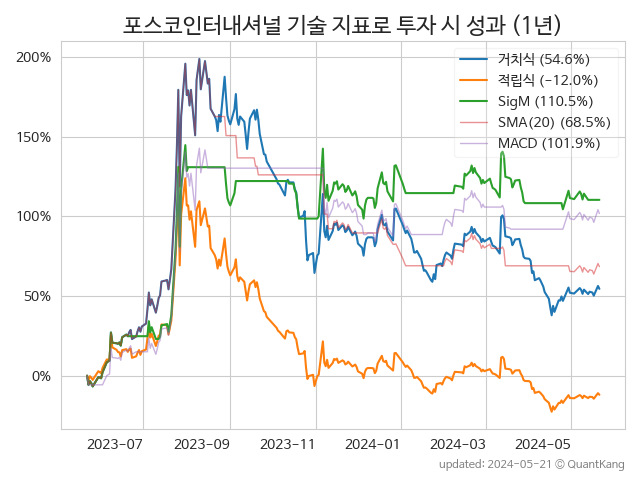 포스코인터내셔널 기술 지표로 투자 시 성과 (1년)
200%
150%
100%
50%
0%
거치식 (54.6%)
적립식 (−12.0%)
SigM (110.5%)
SMA(20) (68.5%)
MACD (101.9%)
2023−07
2023−09
2023−11
2024−01
2024−03
2024−05
updated: 2024−05−21 © QuantKang